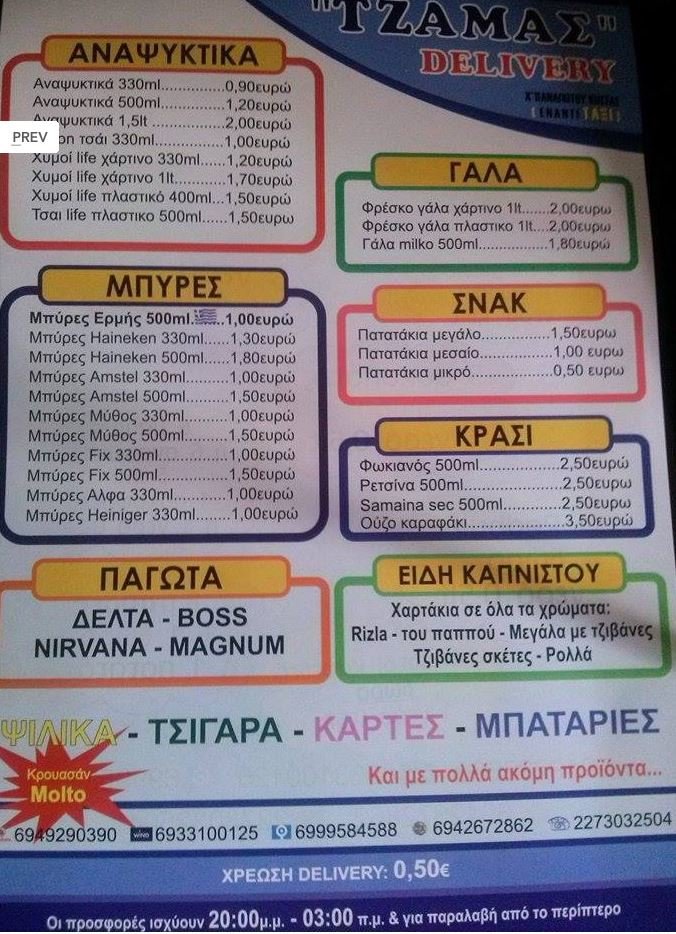 "ΤΖΑΜΑΣ"
DELIVERY
ΕΝΑΝΤΙ ΤΑΞΙ
ΑΝΑΨΥΚΤΙΚΑ
Αναψυκτικά 330ml..............0,90ευρώ
Αναψυκτικά 500ml..............1,20ευρώ
Αναψυκτικά 1,5lt ...............2,00ευρώ
τσάι 330ml...............1,00ευρώ
Χυμοί life χάρτινο 330ml......1,20ευρώ
Χυμοί life χάρτινο 1lt...........1,70ευρώ
Χυμοί life πλαστικό 400ml...1,50ευρώ
Τσαι life πλαστικο 500ml......1,50ευρώ
PREV
ΓΑΛΑ
Φρέσκο γάλα χάρτινο 1lt.......2,00ευρω
Φρέσκο γάλα πλαστικο 1lt....2,00ευρω
Γάλα milko 500ml...............1,80ευρώ
ΜΠΥΡΕΣ
Μπύρες Ερμής 500ml...1,00ευρώ
Μπύρες Haineken 330ml......1,30ευρώ
Μπύρες Haineken 500ml......1,80ευρώ
Μπύρες Amstel 330ml..........1,00ευρώ
Μπύρες Amstel 500ml..........1,50ευρώ
Μπύρες Μύθος 330ml..........1,00ευρώ
Μπύρες Μύθος 500ml..........1,50ευρώ
Μπύρες Fix 330ml................1,00ευρώ
Μπύρες Fix 500ml................1,50ευρώ
Μπύρες Αλφα 330ml............1,00ευρώ
Μπύρες Heiniger 330ml........1,00ευρώ
ΣΝΑΚ
Πατατάκια μεγάλο...............1,50ευρω
Πατατάκια μεσαίο................1,00 ευρω
Πατατάκια μικρό..................0,50 ευρω
ΚΡΑΣΙ
Φωκιανός 500ml........................2,50ευρώ
Ρετσίνα 500ml...........................2,50ευρω
Samaina sec 500ml.............2,50ευρω
Ούζο καραφάκι........................3,50ευρώ
ΠΑΓΩΤΑ
ΔΕΛΤΑ - BOSS
NIRVANA - MAGNUM
ΕΙΔΗ ΚΑΠΝΙΣΤΟΥ
Χαρτάκια σε όλα τα χρώματα:
Rizla - του παππού - Μεγάλα με τζιβάνες
Τζιβάνες σκέτες - Ρολλά
ΨΙΛΙΚΑ - ΤΣΙΓΑΡΑ - ΚΑΡΤΕΣ - ΜΠΑΤΑΡΙΕΣ
Κρουασάν
Molto
Και με πολλά ακόμη προϊόντα...
6949290390 WIND 6933100125 6999584588 6942672862 2273032504
ΧΡΕΩΣΗ DELIVERY: 0,50€
Οι προσφορές ισχύουν 20:00μ.μ. - 03:00 π.μ. & για παραλαβή από το περίπτερο